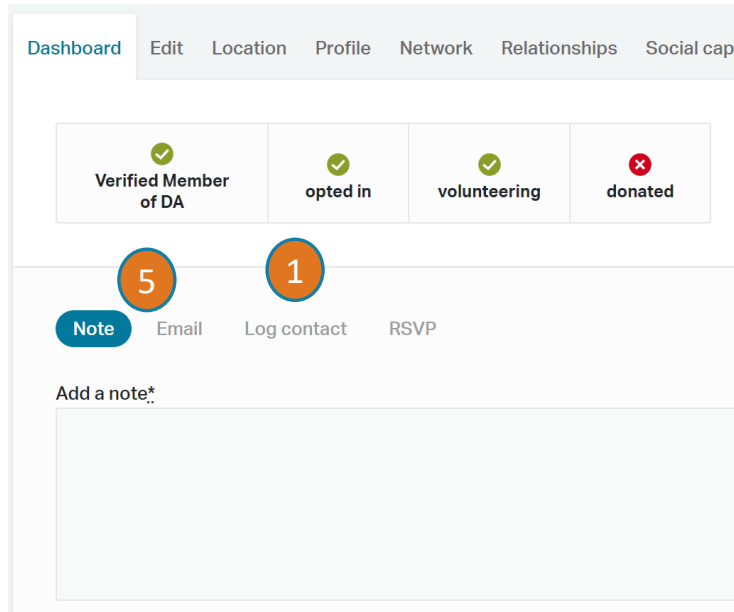 Dashboard Edit Location Profile Network Relationships Social cap
Verified Member opted in volunteering donated
of DA
5 1
Note Email Log contact RSVP
Add a note*